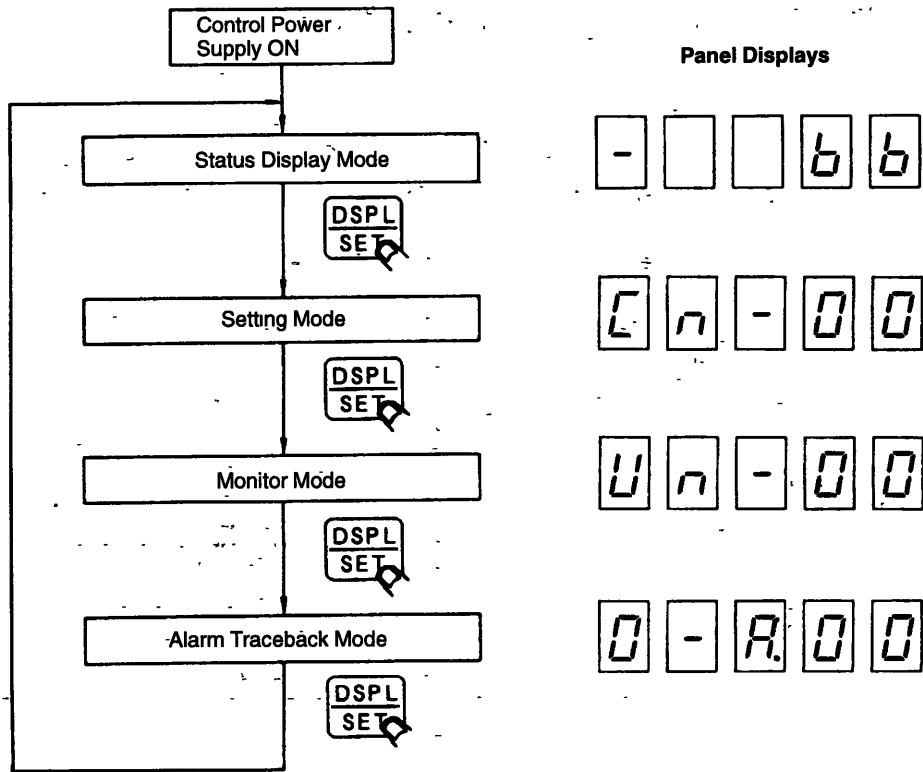 Control Power
Supply ON
Panel Displays
Status Display Mode
- b b
DSPL
SET
Setting Mode
C n - 0 0
DSPL
SET
Monitor Mode
U n - 0 0
DSPL
SET
Alarm Traceback Mode
0 - A. 0 0
DSPL
SET